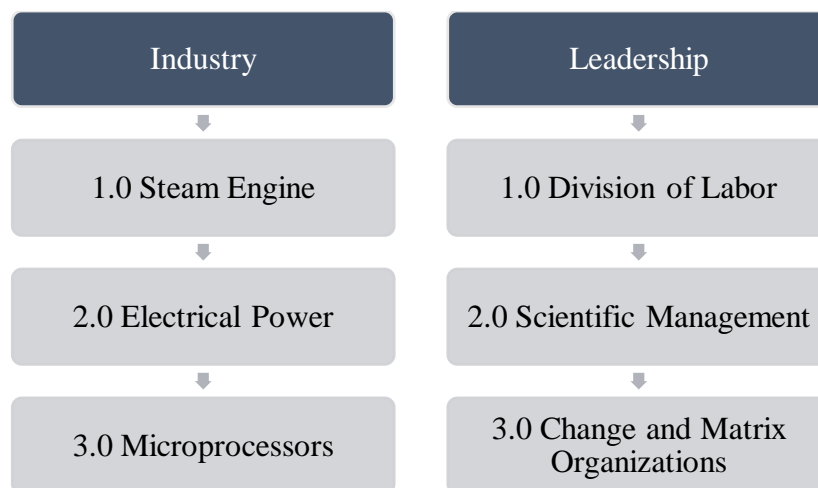 Industry
1.0 Steam Engine
2.0 Electrical Power
3.0 Microprocessors
Leadership
1.0 Division of Labor
2.0 Scientific Management
3.0 Change and Matrix
Organizations